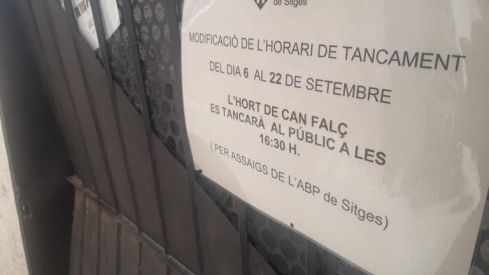 de Sitges
MODIFICACIÓ DE L'HORARI DE TANCAMENT
DEL DIA 6 AL 22 DE SETEMBRE
L'HORT DE CAN FALÇ
ES TANCARÀ AL PÚBLIC A LES
16:30 H.
( PER ASSAIGS DE L'ABP de Sitges)